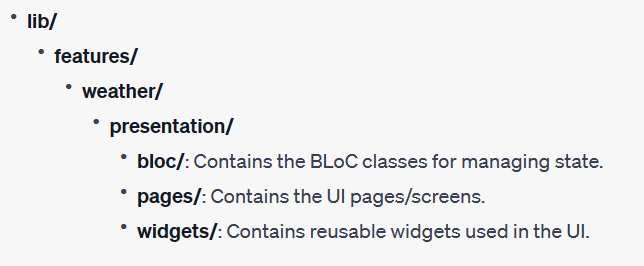 lib/
features/
weather/
presentation/
bloc/: Contains the BLoC classes for managing state.
pages/: Contains the UI pages/screens.
widgets/: Contains reusable widgets used in the UI.